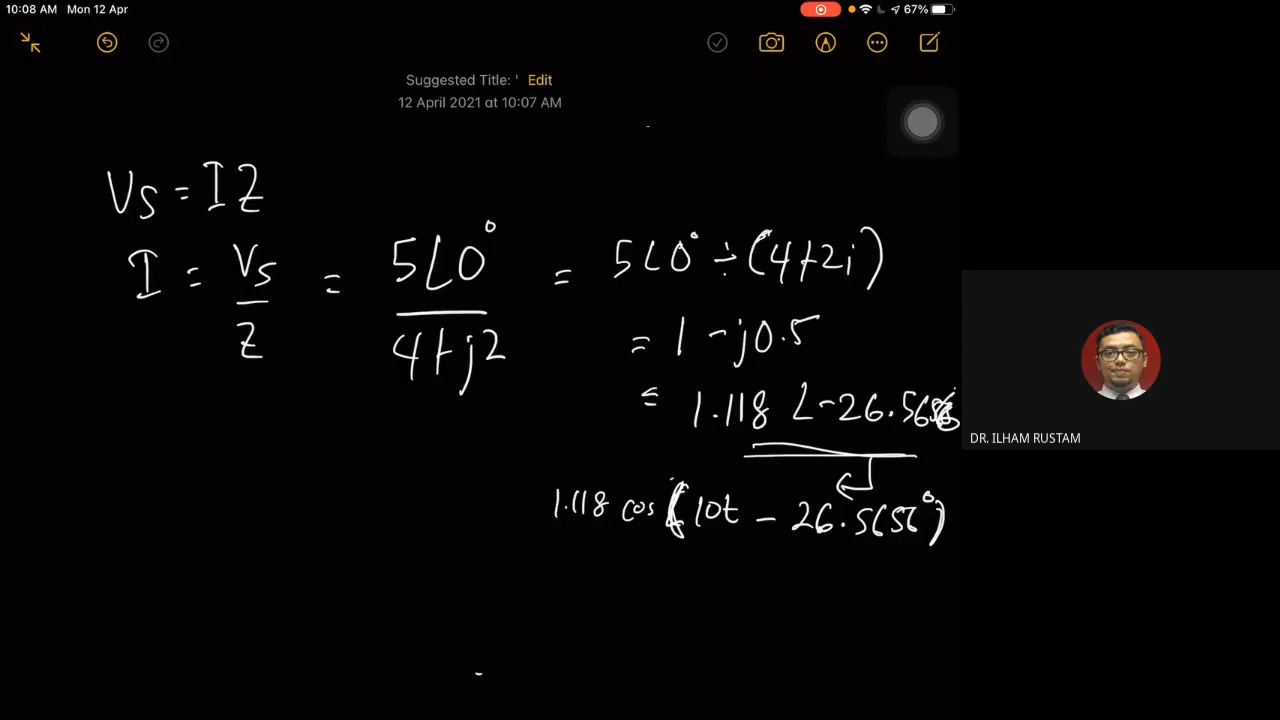 10:08 AM Mon 12 Apr
67%
Suggested Title: ' Edit
12 April 2021 at 10:07 AM
Vs = IZ
I = Vs/Z = 5∠0°/4+j2 = 5∠0° ÷ (4+2i)
= 1 - j0.5
= 1.118 ∠-26.5656
1.118 cos (10t - 26.5656°)
DR. ILHAM RUSTAM